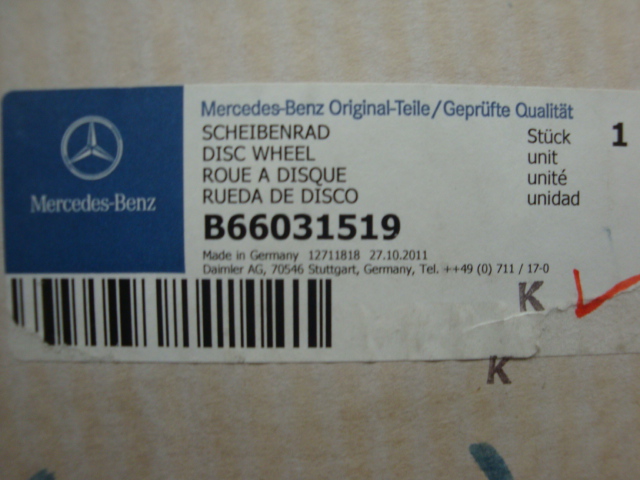 Mercedes-Benz Original-Teile/Geprüfte Qualität
Mercedes-Benz
SCHEIBENRAD
DISC WHEEL
ROUE A DISQUE
RUEDA DE DISCO
Stück 1
unit
unité
unidad
B66031519
Made in Germany 12711818 27.10.2011
Daimler AG, 70546 Stuttgart, Germany, Tel. ++49 (0) 711 / 17-0
K
K